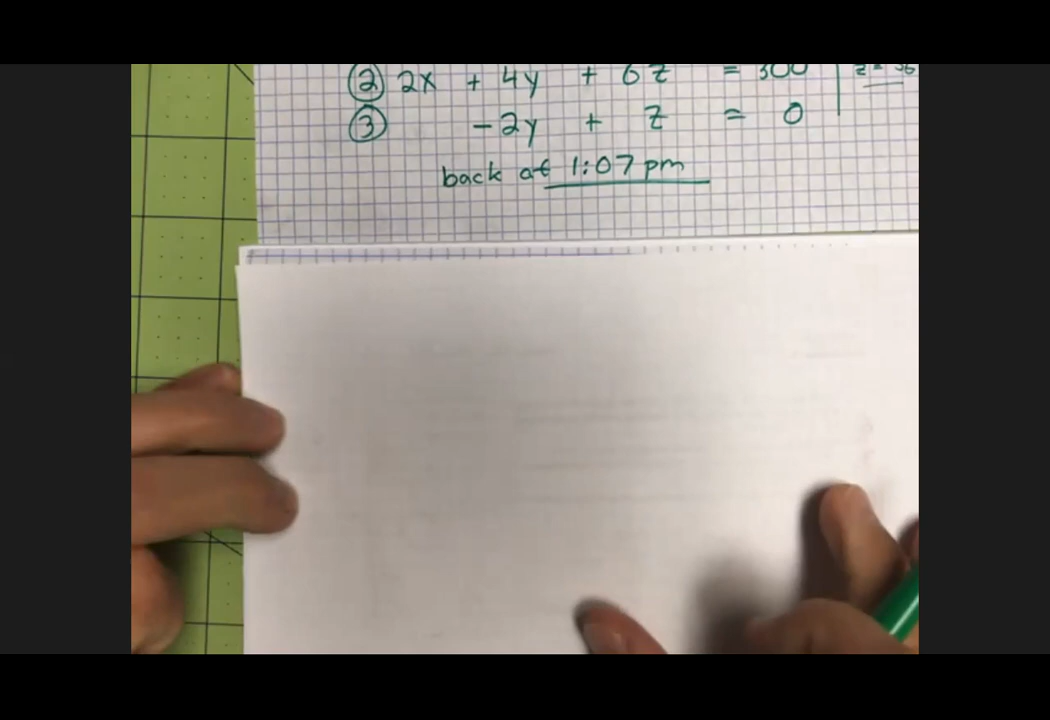 ② 2x + 4y + 6z = 300
③ -2y + z = 0
back at 1:07 pm